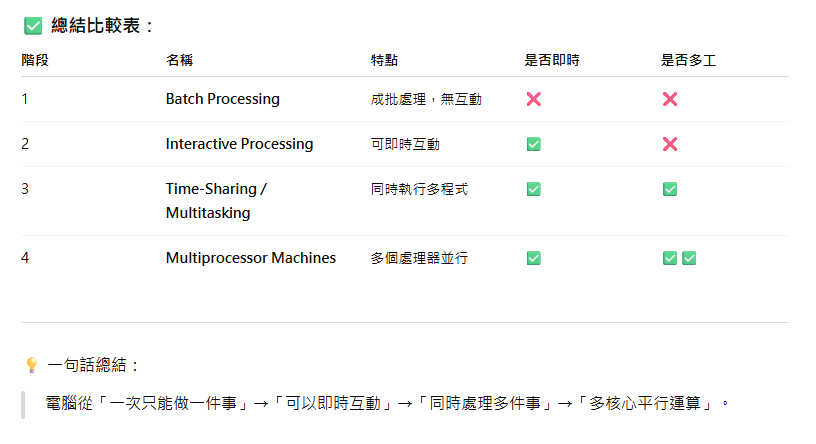 ✅ 總結比較表：
階段 名稱 特點 是否即時 是否多工
1 Batch Processing 成批處理，無互動 ❌ ❌
2 Interactive Processing 可即時互動 ✅ ❌
3 Time-Sharing / Multitasking 同時執行多程式 ✅ ✅
4 Multiprocessor Machines 多個處理器並行 ✅ ✅✅
💡 一句話總結：
電腦從「一次只能做一件事」→「可以即時互動」→「同時處理多件事」→「多核心平行運算」。